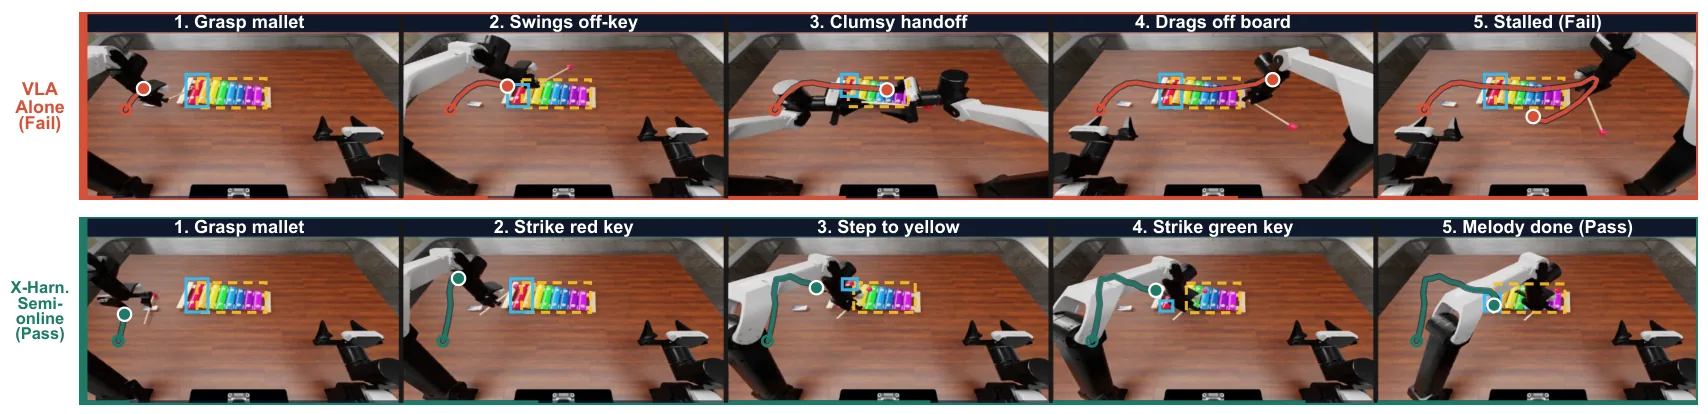 1. Grasp mallet
2. Swings off-key
3. Clumsy handoff
4. Drags off board
5. Stalled (Fail)
VLA
Alone
(Fail)
1. Grasp mallet
2. Strike red key
3. Step to yellow
4. Strike green key
5. Melody done (Pass)
X-Harn.
Semi-
online
(Pass)